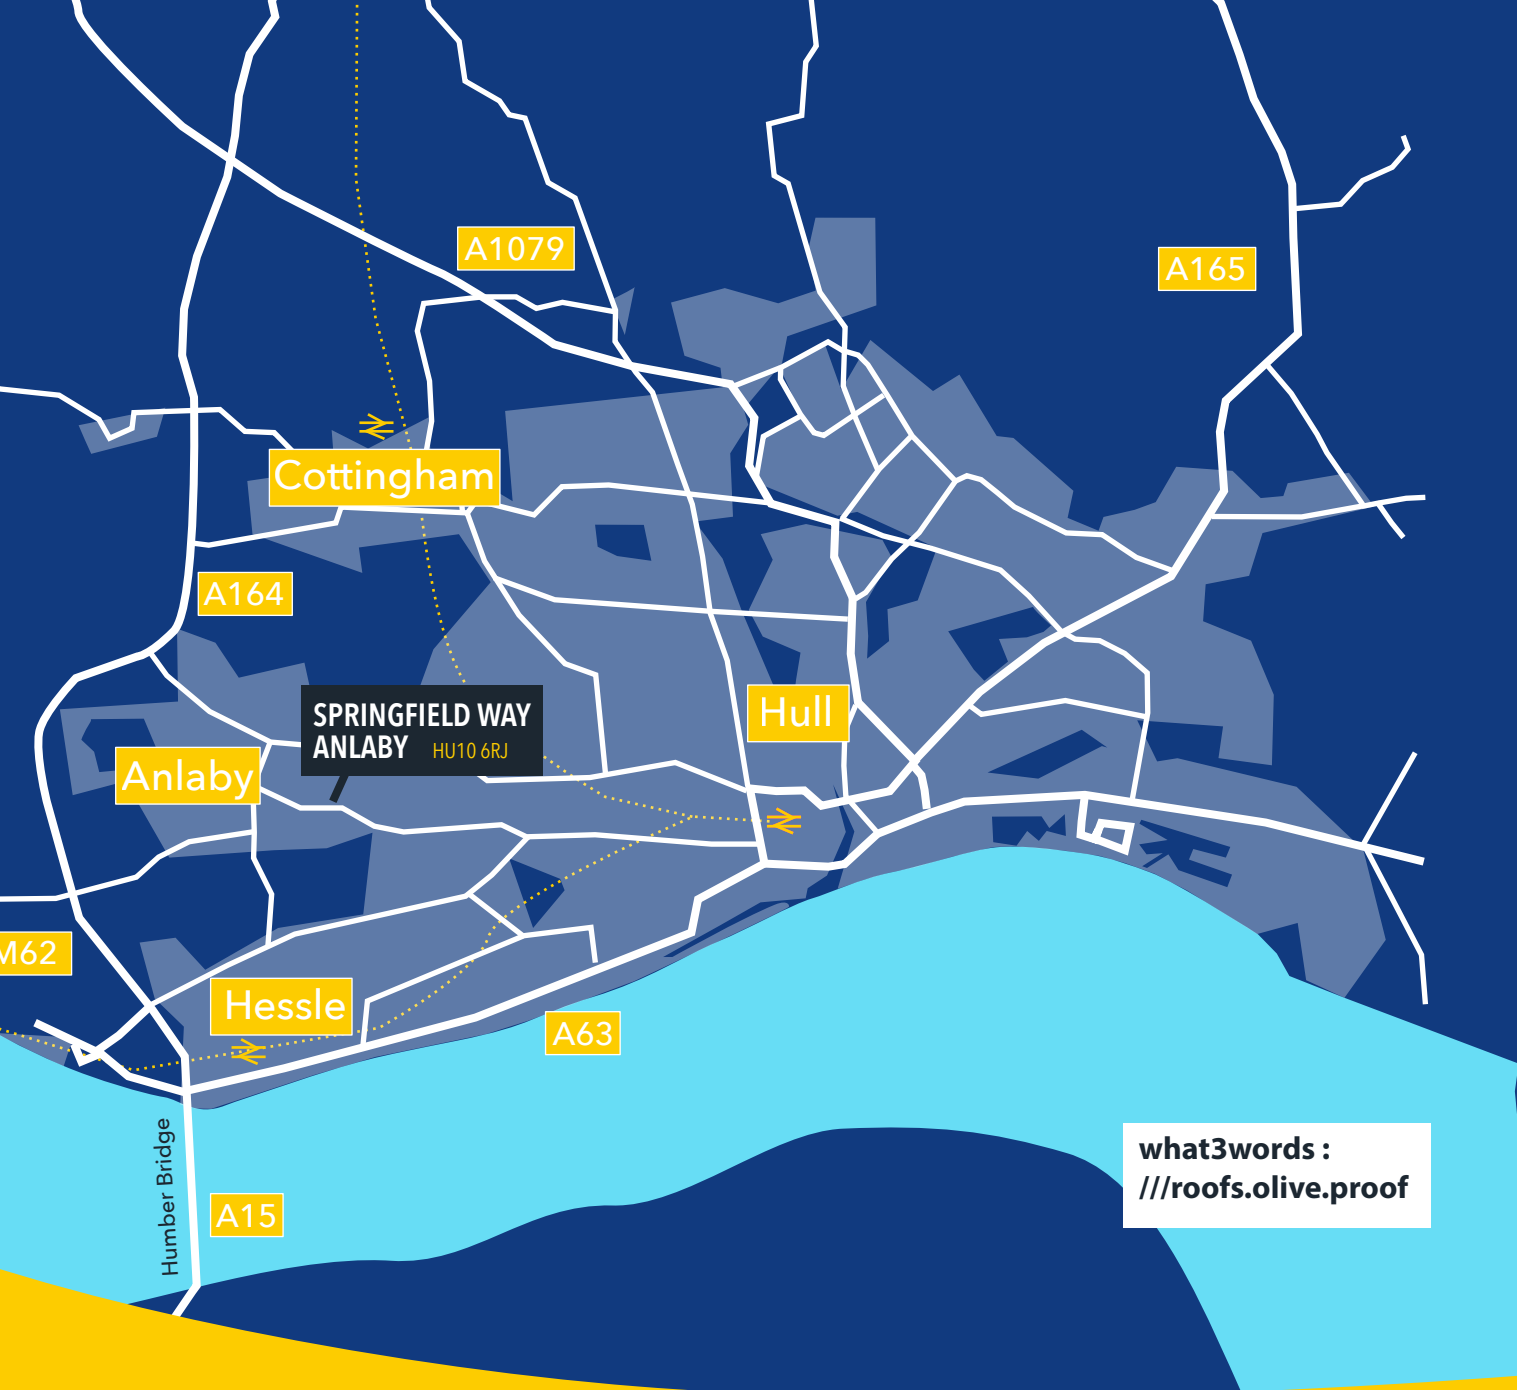 A1079
A165
Cottingham
A164
SPRINGFIELD WAY
ANLABY HU10 6RJ
Hull
Anlaby
M62
Hessle
A63
Humber Bridge
A15
what3words :
///roofs.olive.proof